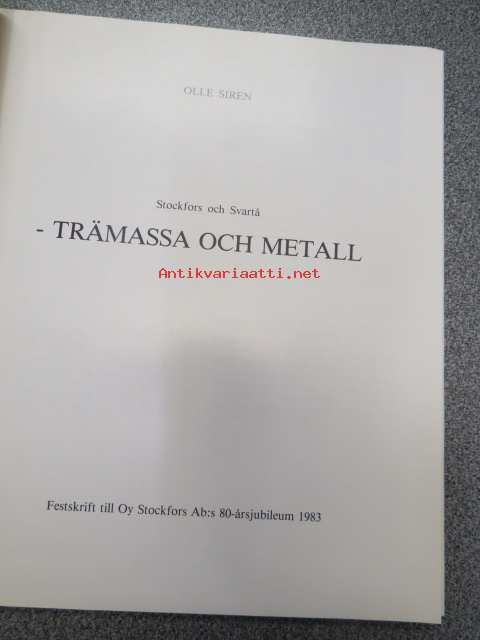 OLLE SIREN
Stockfors och Svartå
- TRÄMASSA OCH METALL
Antikvariaatti.net
Festskrift till Oy Stockfors Ab:s 80-årsjubileum 1983